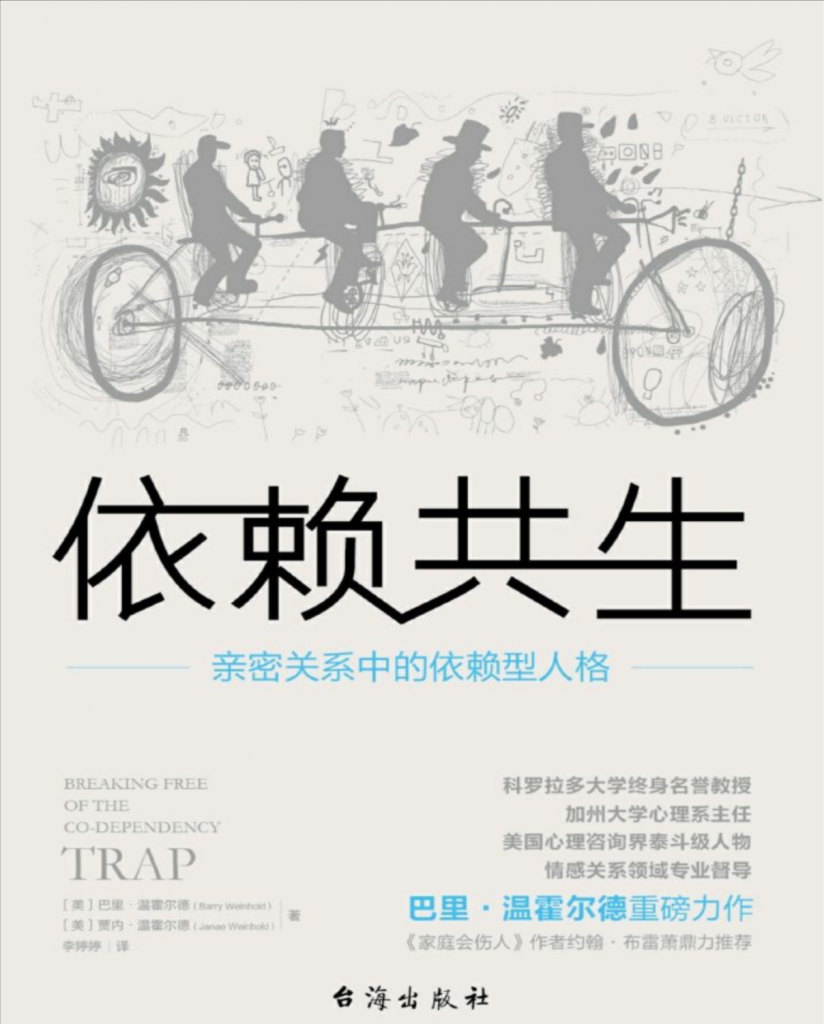 8 VECTOR
依赖共生
亲密关系中的依赖型人格
BREAKING FREE
OF THE
CO-DEPENDENCY
TRAP
[美] 巴里·温霍尔德 (Barry Weinhold)
[美] 贾内·温霍尔德 (Janae Weinhold)
著
李婷婷 | 译
科罗拉多大学终身名誉教授
加州大学心理系主任
美国心理咨询界泰斗级人物
情感关系领域专业督导
巴里·温霍尔德重磅力作
《家庭会伤人》作者约翰·布雷萧鼎力推荐
台海出版社